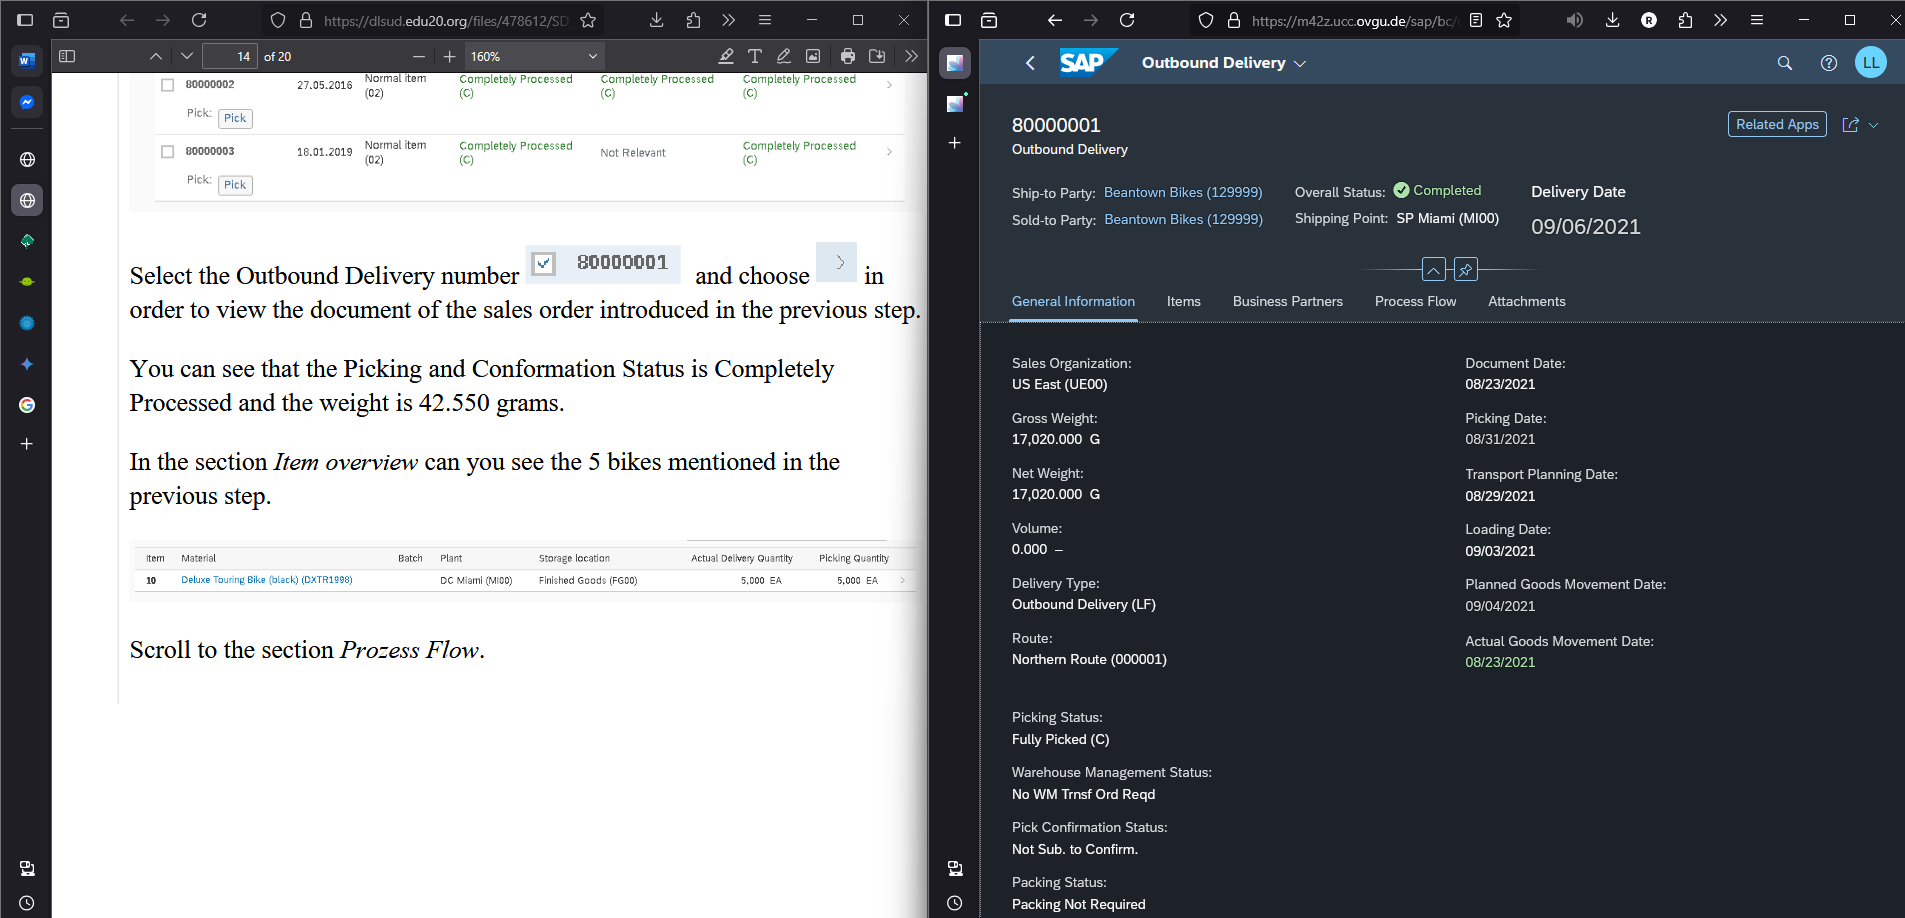 https://dlsud.edu20.org/files/478612/SD
14 of 20
160%
80000002 27.05.2016 Normal item (02) Completely Processed (C) Completely Processed (C) Completely Processed (C)
Pick: Pick
80000003 18.01.2019 Normal item (02) Completely Processed (C) Not Relevant Completely Processed (C)
Pick: Pick
Select the Outbound Delivery number 80000001 and choose > in
order to view the document of the sales order introduced in the previous step.
You can see that the Picking and Conformation Status is Completely
Processed and the weight is 42.550 grams.
In the section Item overview can you see the 5 bikes mentioned in the
previous step.
Item Material Batch Plant Storage location Actual Delivery Quantity Picking Quantity
10 Deluxe Touring Bike (black) (DXTR1998) DC Miami (MI00) Finished Goods (FG00) 5,000 EA 5,000 EA
Scroll to the section Prozess Flow.
https://m42z.ucc.ovgu.de/sap/bc/
R
SAP Outbound Delivery LL
80000001
Outbound Delivery
Related Apps
Ship-to Party: Beantown Bikes (129999)
Sold-to Party: Beantown Bikes (129999)
Overall Status: Completed
Shipping Point: SP Miami (MI00)
Delivery Date
09/06/2021
General Information Items Business Partners Process Flow Attachments
Sales Organization:
US East (UE00)
Gross Weight:
17,020.000 G
Net Weight:
17,020.000 G
Volume:
0.000 –
Delivery Type:
Outbound Delivery (LF)
Route:
Northern Route (000001)
Document Date:
08/23/2021
Picking Date:
08/31/2021
Transport Planning Date:
08/29/2021
Loading Date:
09/03/2021
Planned Goods Movement Date:
09/04/2021
Actual Goods Movement Date:
08/23/2021
Picking Status:
Fully Picked (C)
Warehouse Management Status:
No WM Trnsf Ord Reqd
Pick Confirmation Status:
Not Sub. to Confirm.
Packing Status:
Packing Not Required